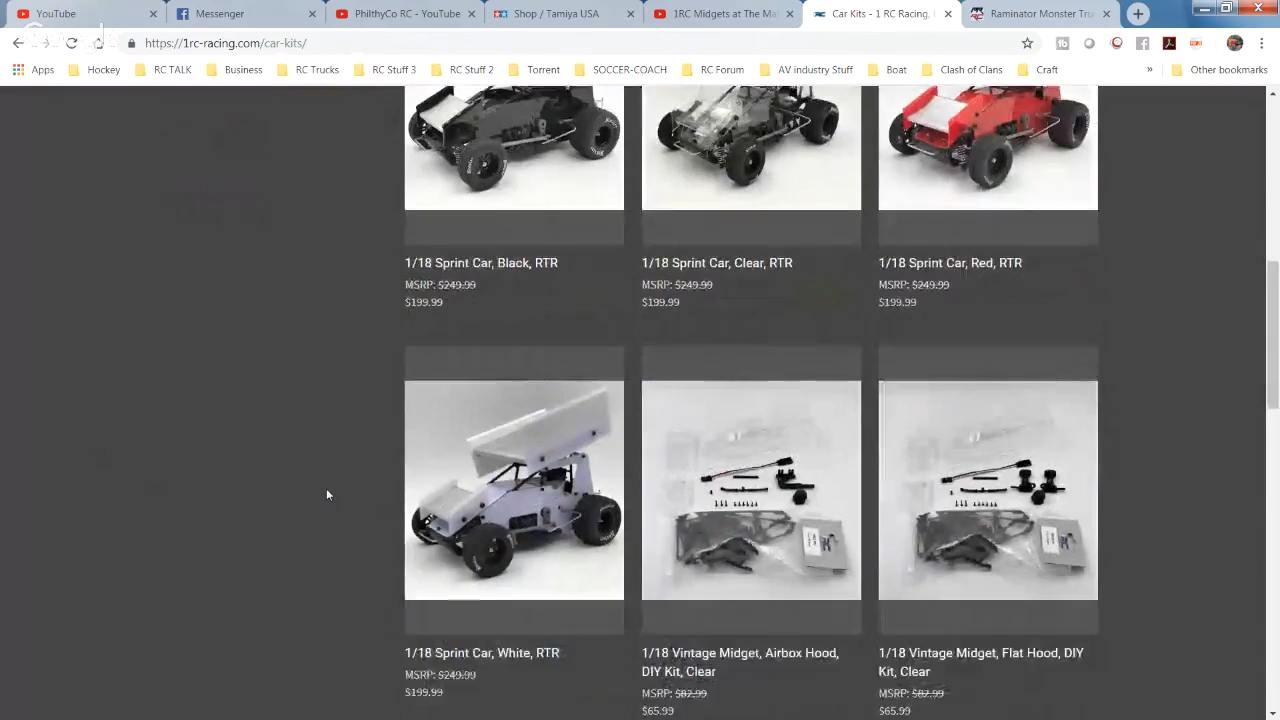 YouTube
Messenger
PhilthyCo RC - YouTube
Shop / Tamiya USA
1RC Midgets at The Ma
Car Kits - 1 RC Racing,
Raminator Monster Tru
https://1rc-racing.com/car-kits/
Apps
Hockey
RC TALK
Business
RC Trucks
RC Stuff 3
RC Stuff 2
Torrent
SOCCER-COACH
RC Forum
AV industry Stuff
Boat
Clash of Clans
Craft
»
Other bookmarks
1/18 Sprint Car, Black, RTR
MSRP: $249.99
$199.99
1/18 Sprint Car, Clear, RTR
MSRP: $249.99
$199.99
1/18 Sprint Car, Red, RTR
MSRP: $249.99
$199.99
1/18 Sprint Car, White, RTR
MSRP: $249.99
$199.99
1/18 Vintage Midget, Airbox Hood,
DIY Kit, Clear
MSRP: $82.99
$65.99
1/18 Vintage Midget, Flat Hood, DIY
Kit, Clear
MSRP: $82.99
$65.99